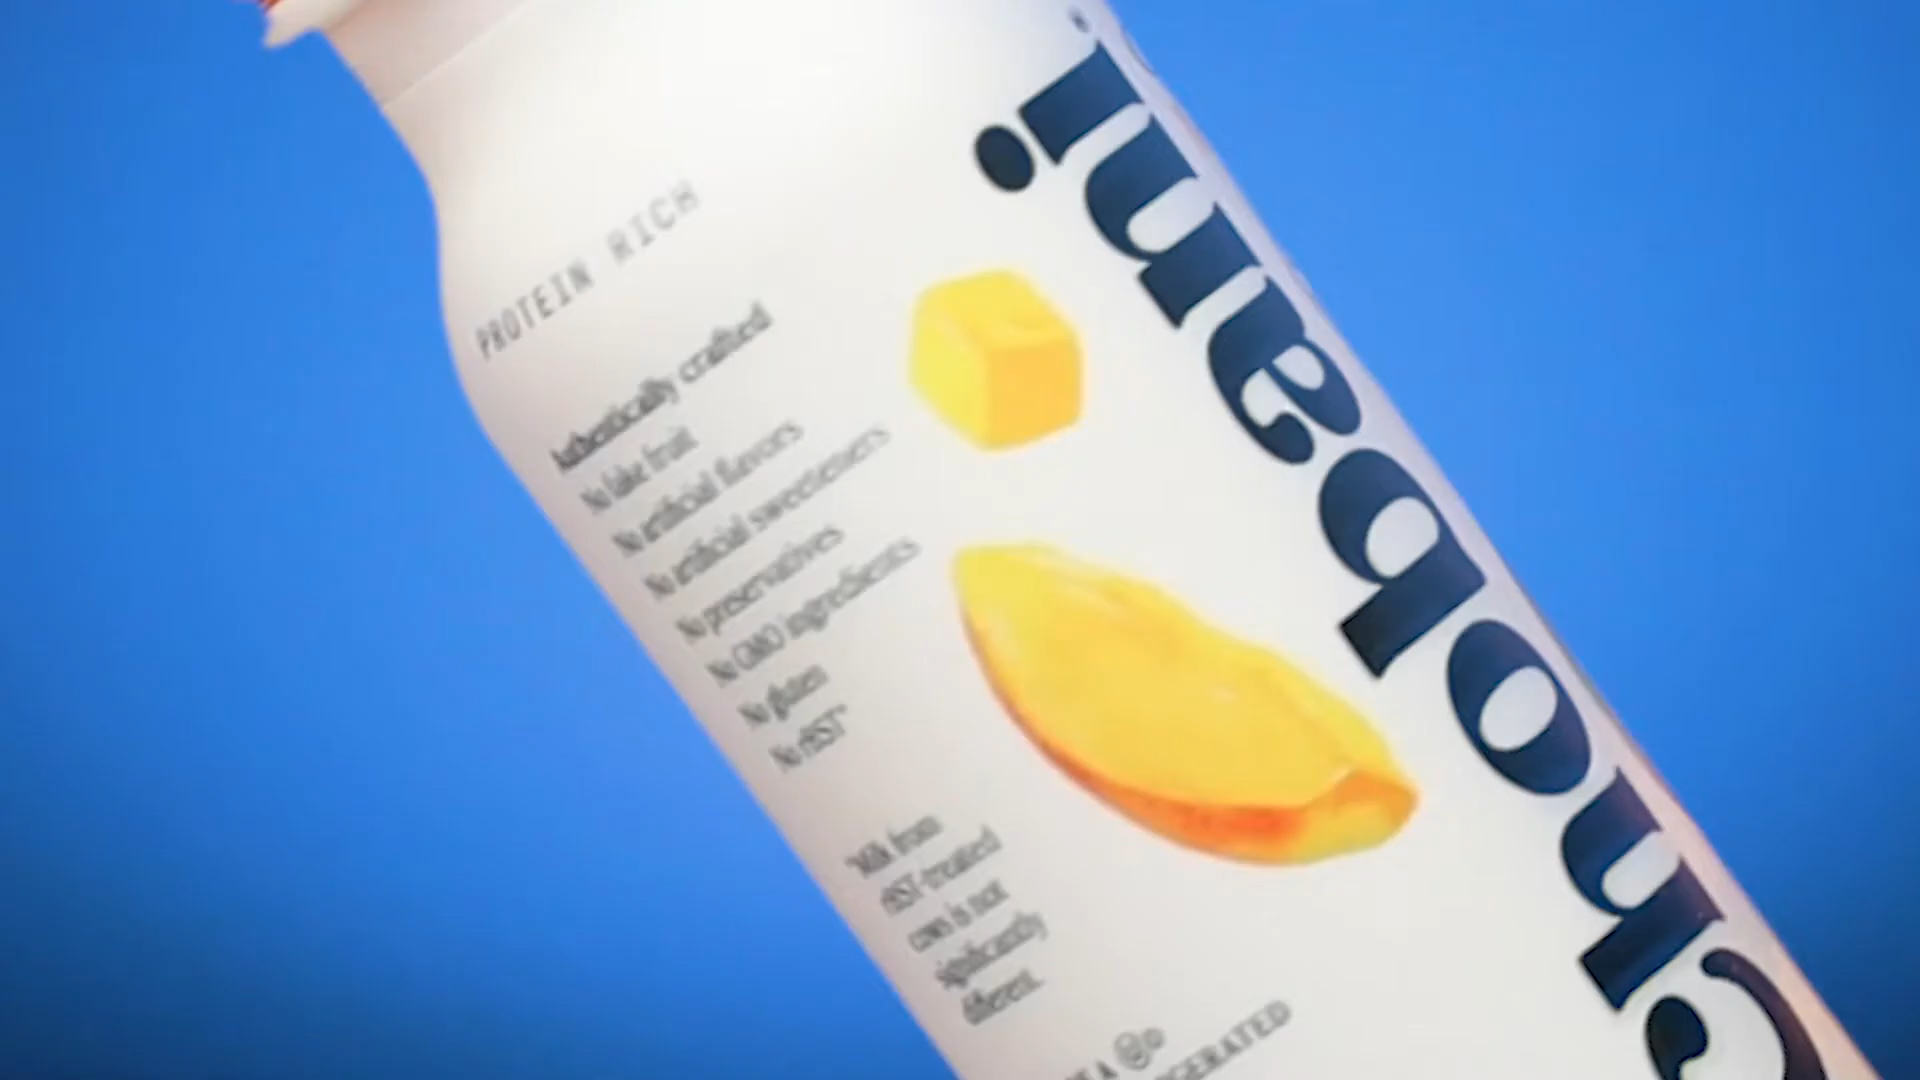 chobani
PROTEIN RICH
Authentically crafted
No fake fruit
No artificial flavors
No artificial sweeteners
No preservatives
No GMO ingredients
No gluten
No rBST*
*Milk from
rBST-treated
cows is not
significantly
different.